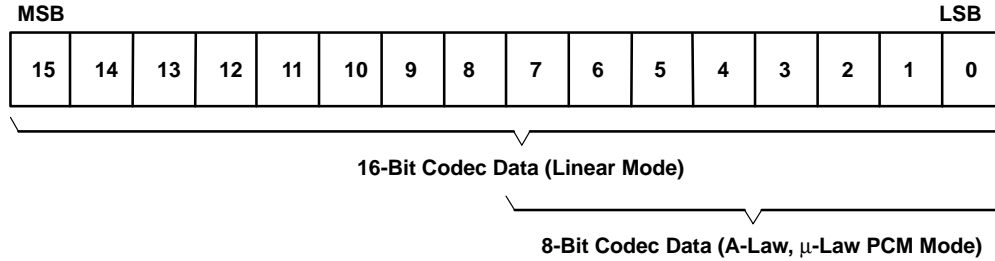 MSB LSB
15 14 13 12 11 10 9 8 7 6 5 4 3 2 1 0
16-Bit Codec Data (Linear Mode)
8-Bit Codec Data (A-Law, μ-Law PCM Mode)